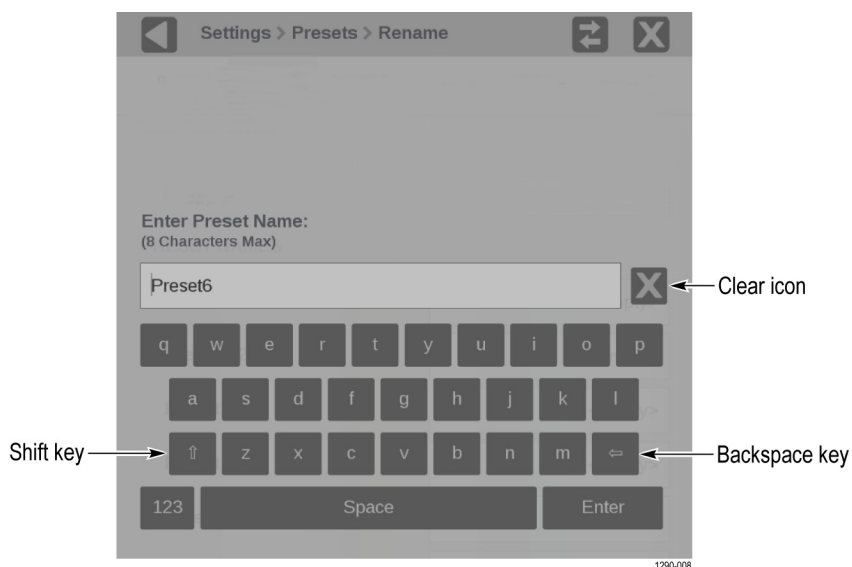 Settings > Presets > Rename
Enter Preset Name:
(8 Characters Max)
Preset6
Clear icon
q w e r t y u i o p
a s d f g h j k l
Shift key
⇧ z x c v b n m ⇦
Backspace key
123 Space Enter
1290-008